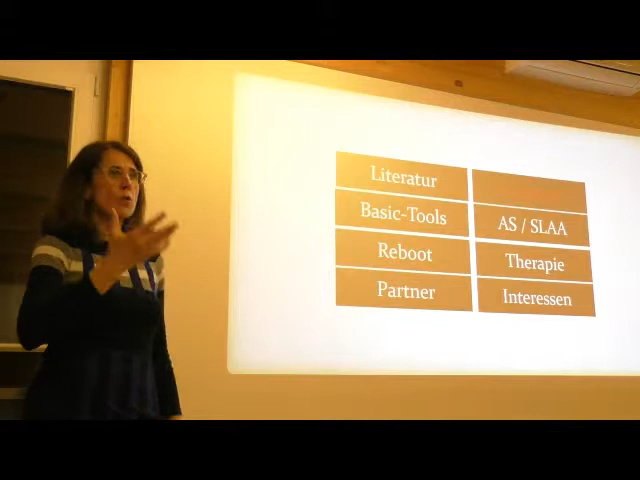 Literatur
Basic-Tools
AS / SLAA
Reboot
Therapie
Partner
Interessen